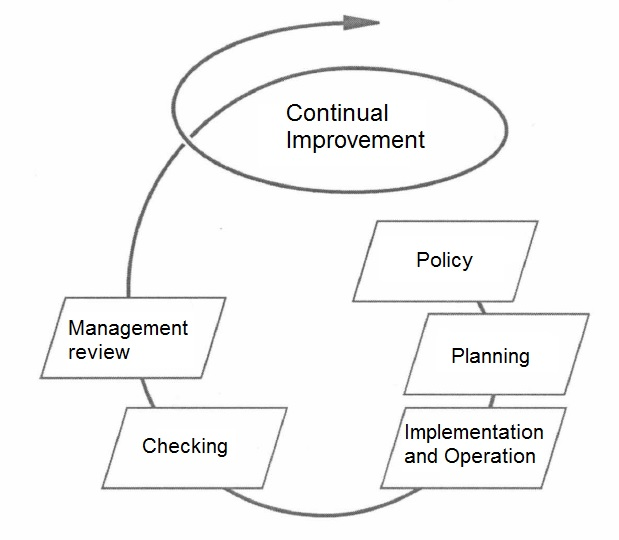 Continual
Improvement
Policy
Planning
Implementation
and Operation
Checking
Management
review